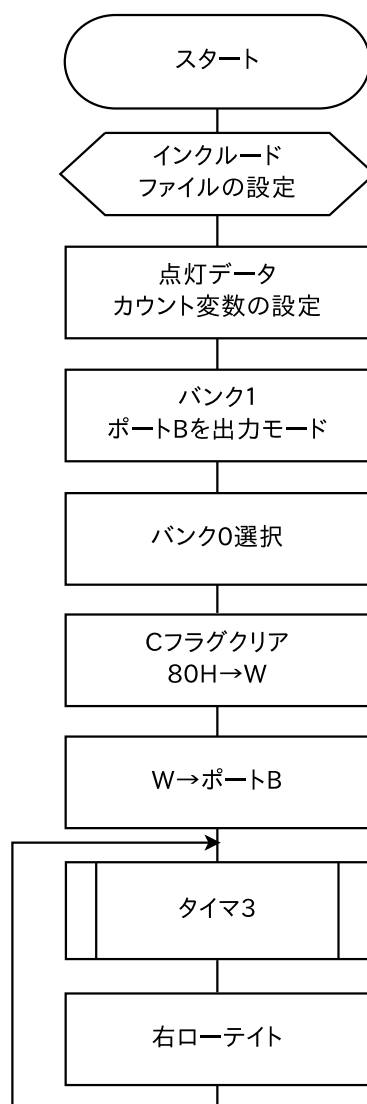 スタート
インクルード
ファイルの設定
点灯データ
カウント変数の設定
バンク1
ポートBを出力モード
バンク0選択
Cフラグクリア
80H→W
W→ポートB
タイマ3
右ローテイト